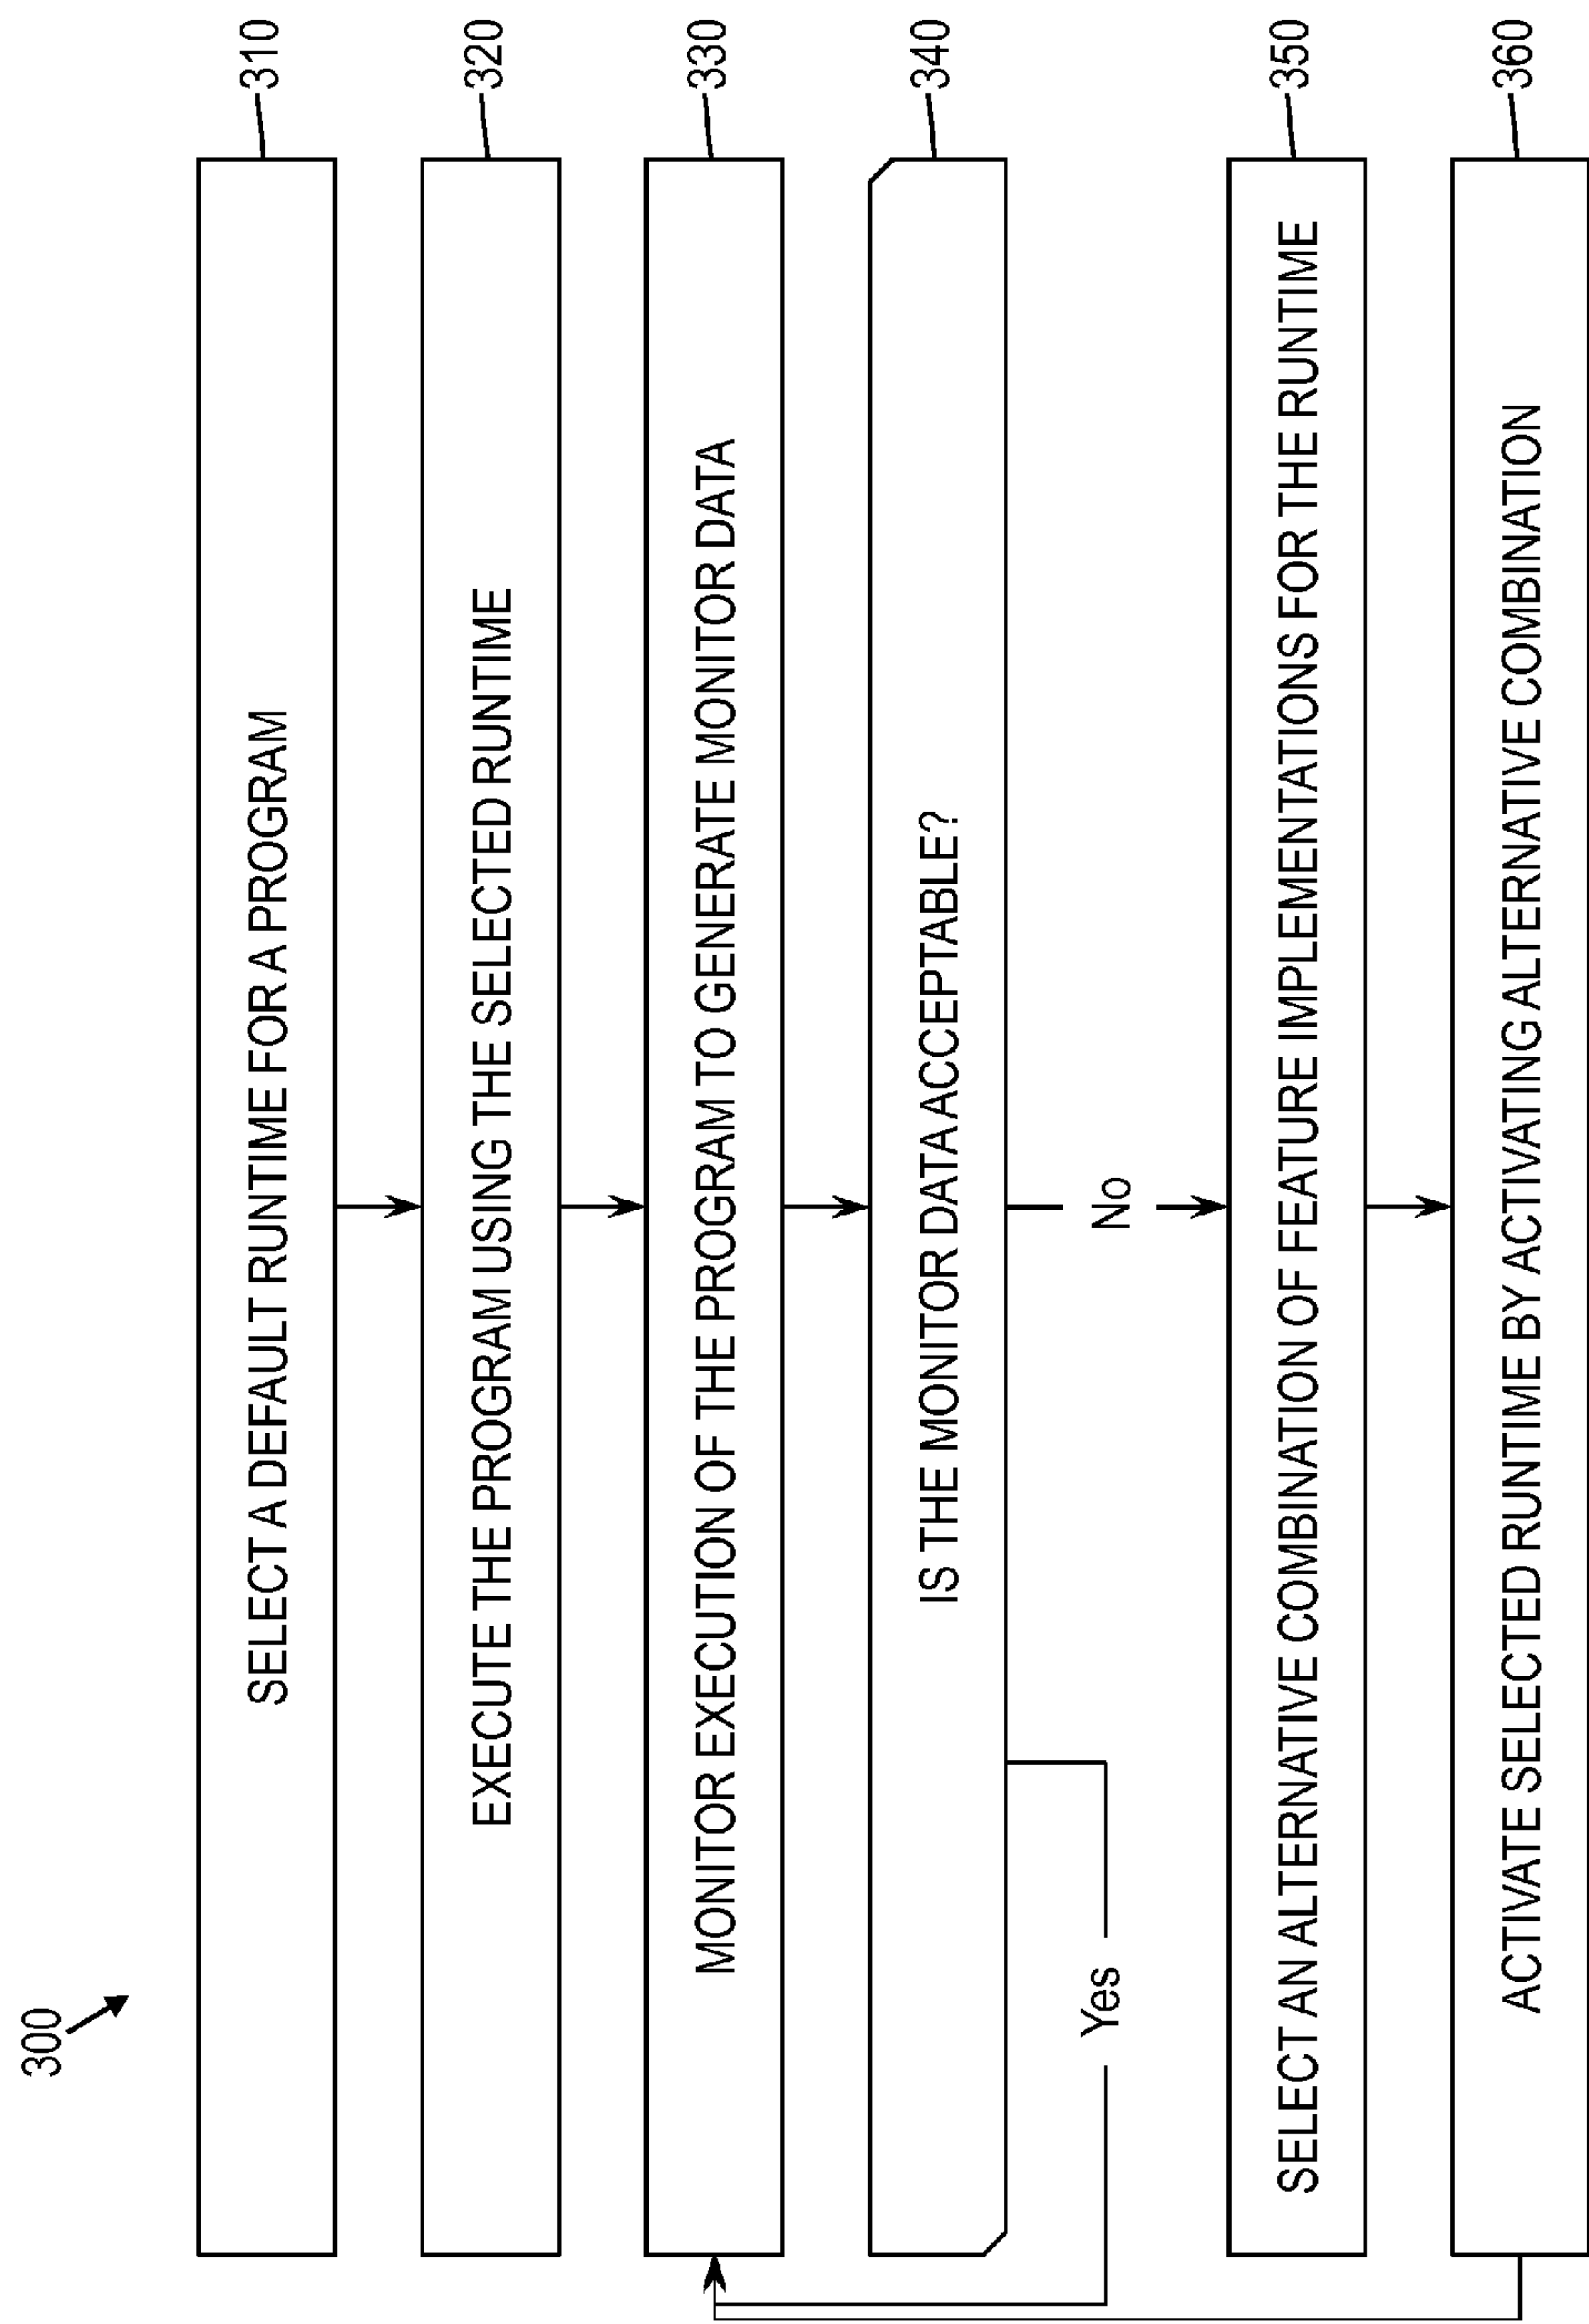 300
SELECT A DEFAULT RUNTIME FOR A PROGRAM
310
EXECUTE THE PROGRAM USING THE SELECTED RUNTIME
320
MONITOR EXECUTION OF THE PROGRAM TO GENERATE MONITOR DATA
330
IS THE MONITOR DATA ACCEPTABLE?
340
Yes
No
SELECT AN ALTERNATIVE COMBINATION OF FEATURE IMPLEMENTATIONS FOR THE RUNTIME
350
ACTIVATE SELECTED RUNTIME BY ACTIVATING ALTERNATIVE COMBINATION
360